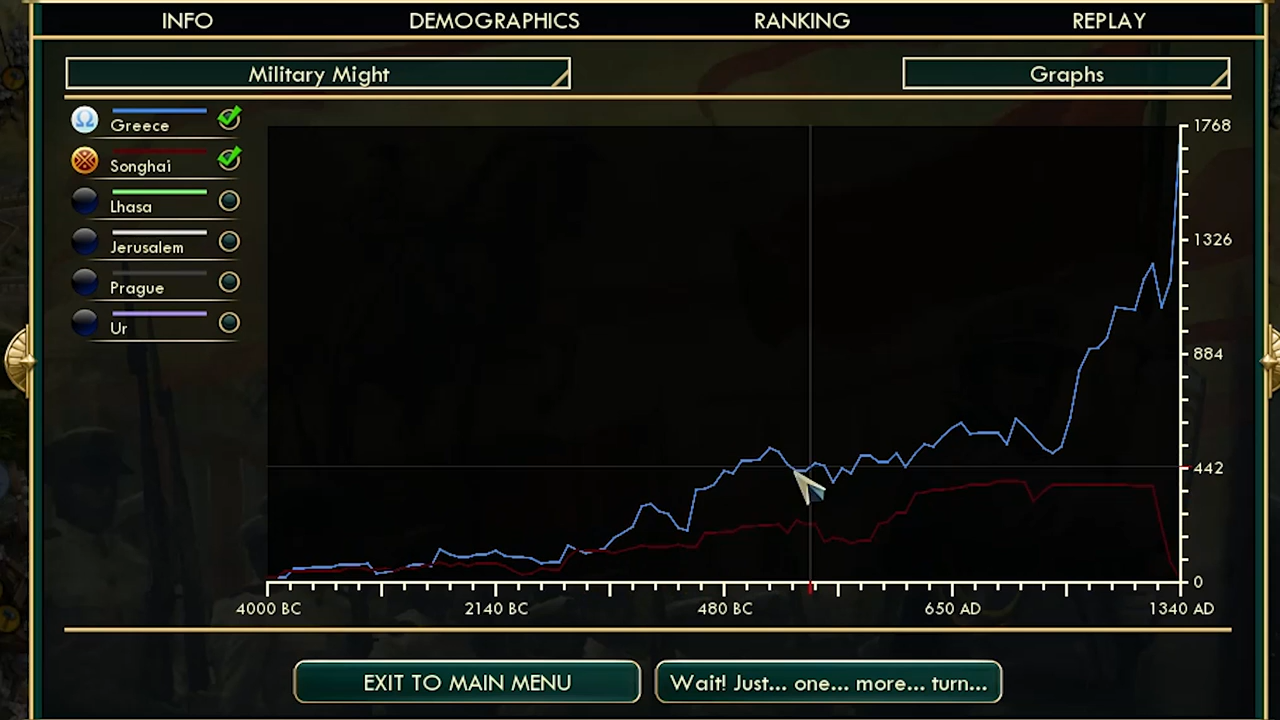 INFO DEMOGRAPHICS RANKING REPLAY
Military Might Graphs
Greece
Songhai
Lhasa
Jerusalem
Prague
Ur
1768
1326
884
442
0
4000 BC 2140 BC 480 BC 650 AD 1340 AD
EXIT TO MAIN MENU Wait! Just... one... more... turn...